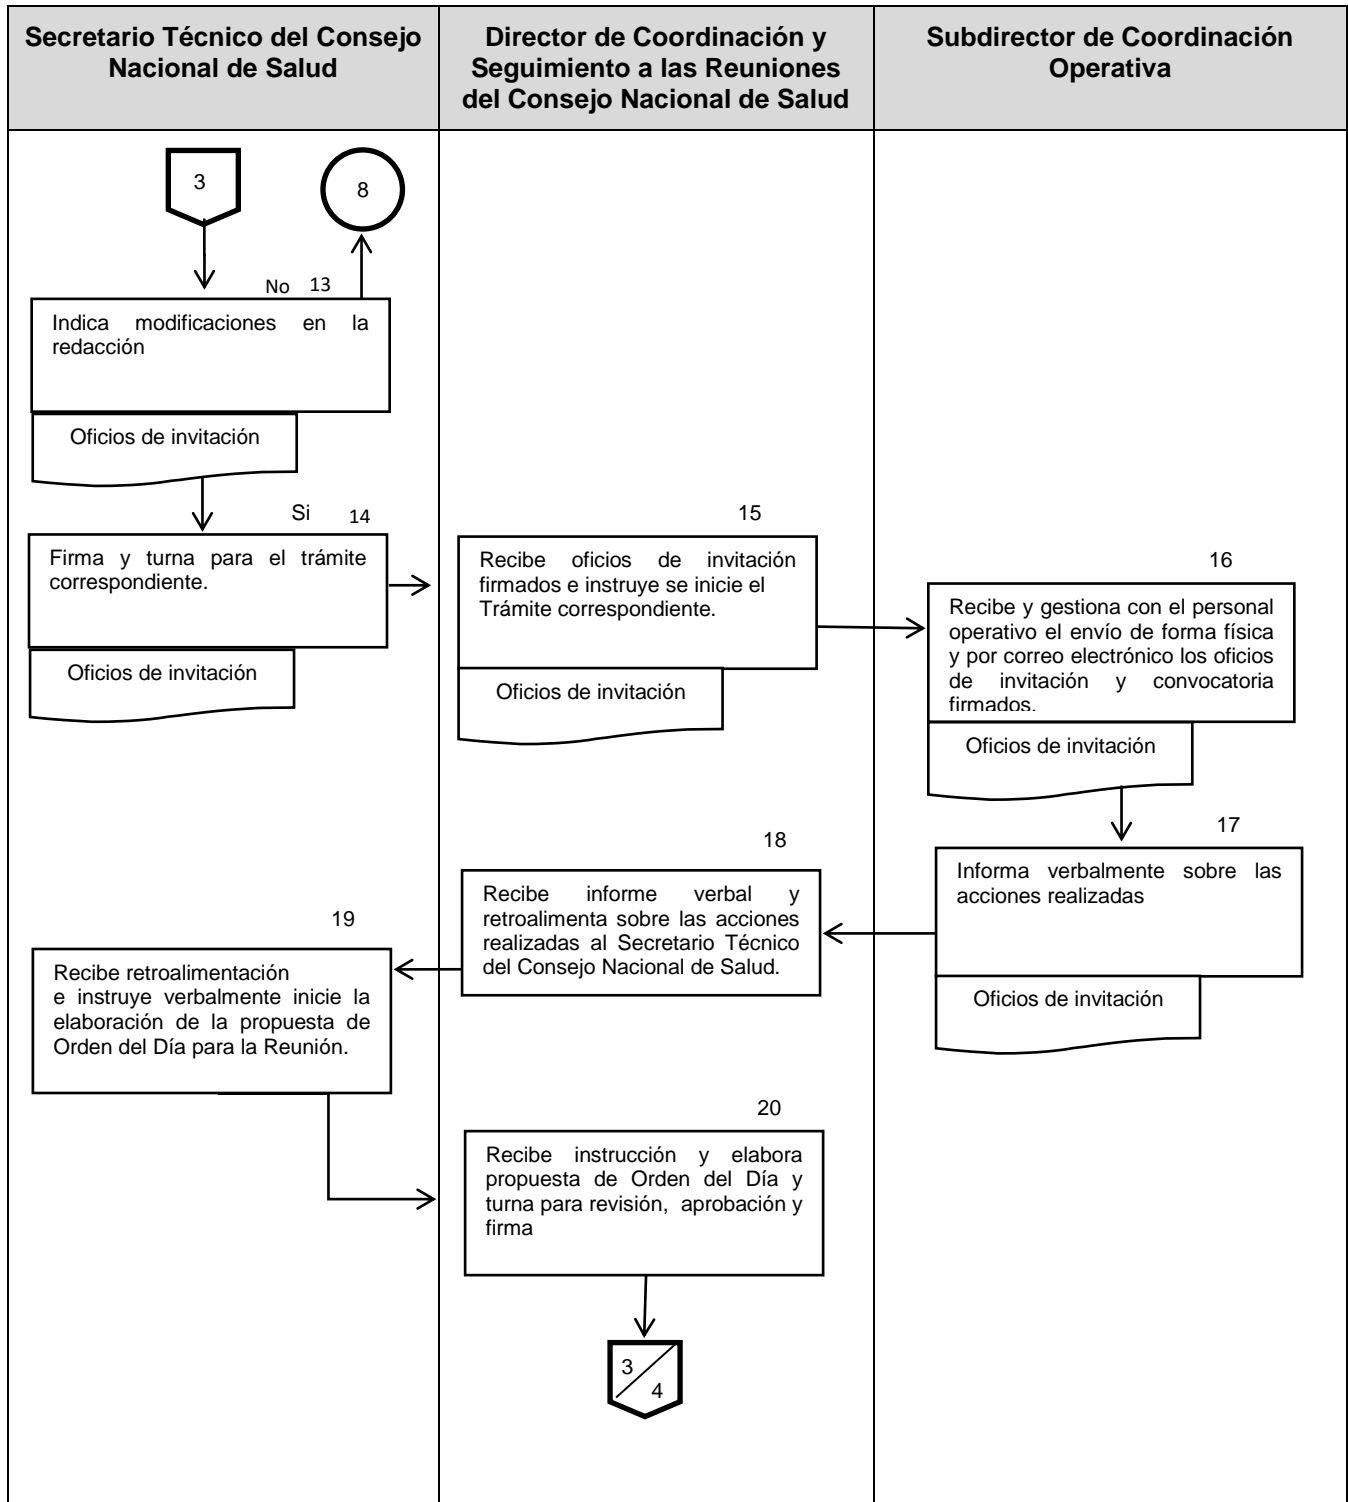 Secretario Técnico del Consejo
Nacional de Salud
Director de Coordinación y
Seguimiento a las Reuniones
del Consejo Nacional de Salud
Subdirector de Coordinación
Operativa
3
8
No 13
Indica modificaciones en la
redacción
Oficios de invitación
Si 14
Firma y turna para el trámite
correspondiente.
Oficios de invitación
15
Recibe oficios de invitación
firmados e instruye se inicie el
Trámite correspondiente.
Oficios de invitación
16
Recibe y gestiona con el personal
operativo el envío de forma física
y por correo electrónico los oficios
de invitación y convocatoria
firmados.
Oficios de invitación
17
Informa verbalmente sobre las
acciones realizadas
Oficios de invitación
18
Recibe informe verbal y
retroalimenta sobre las acciones
realizadas al Secretario Técnico
del Consejo Nacional de Salud.
19
Recibe retroalimentación
e instruye verbalmente inicie la
elaboración de la propuesta de
Orden del Día para la Reunión.
20
Recibe instrucción y elabora
propuesta de Orden del Día y
turna para revisión, aprobación y
firma
3
4